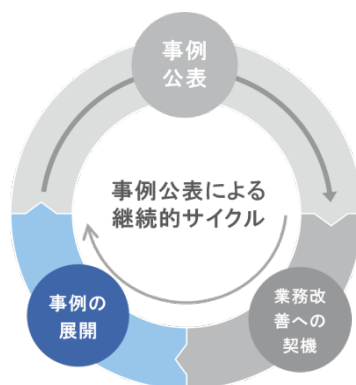 事例
公表
事例公表による
継続的サイクル
事例の
展開
業務改
善への
契機